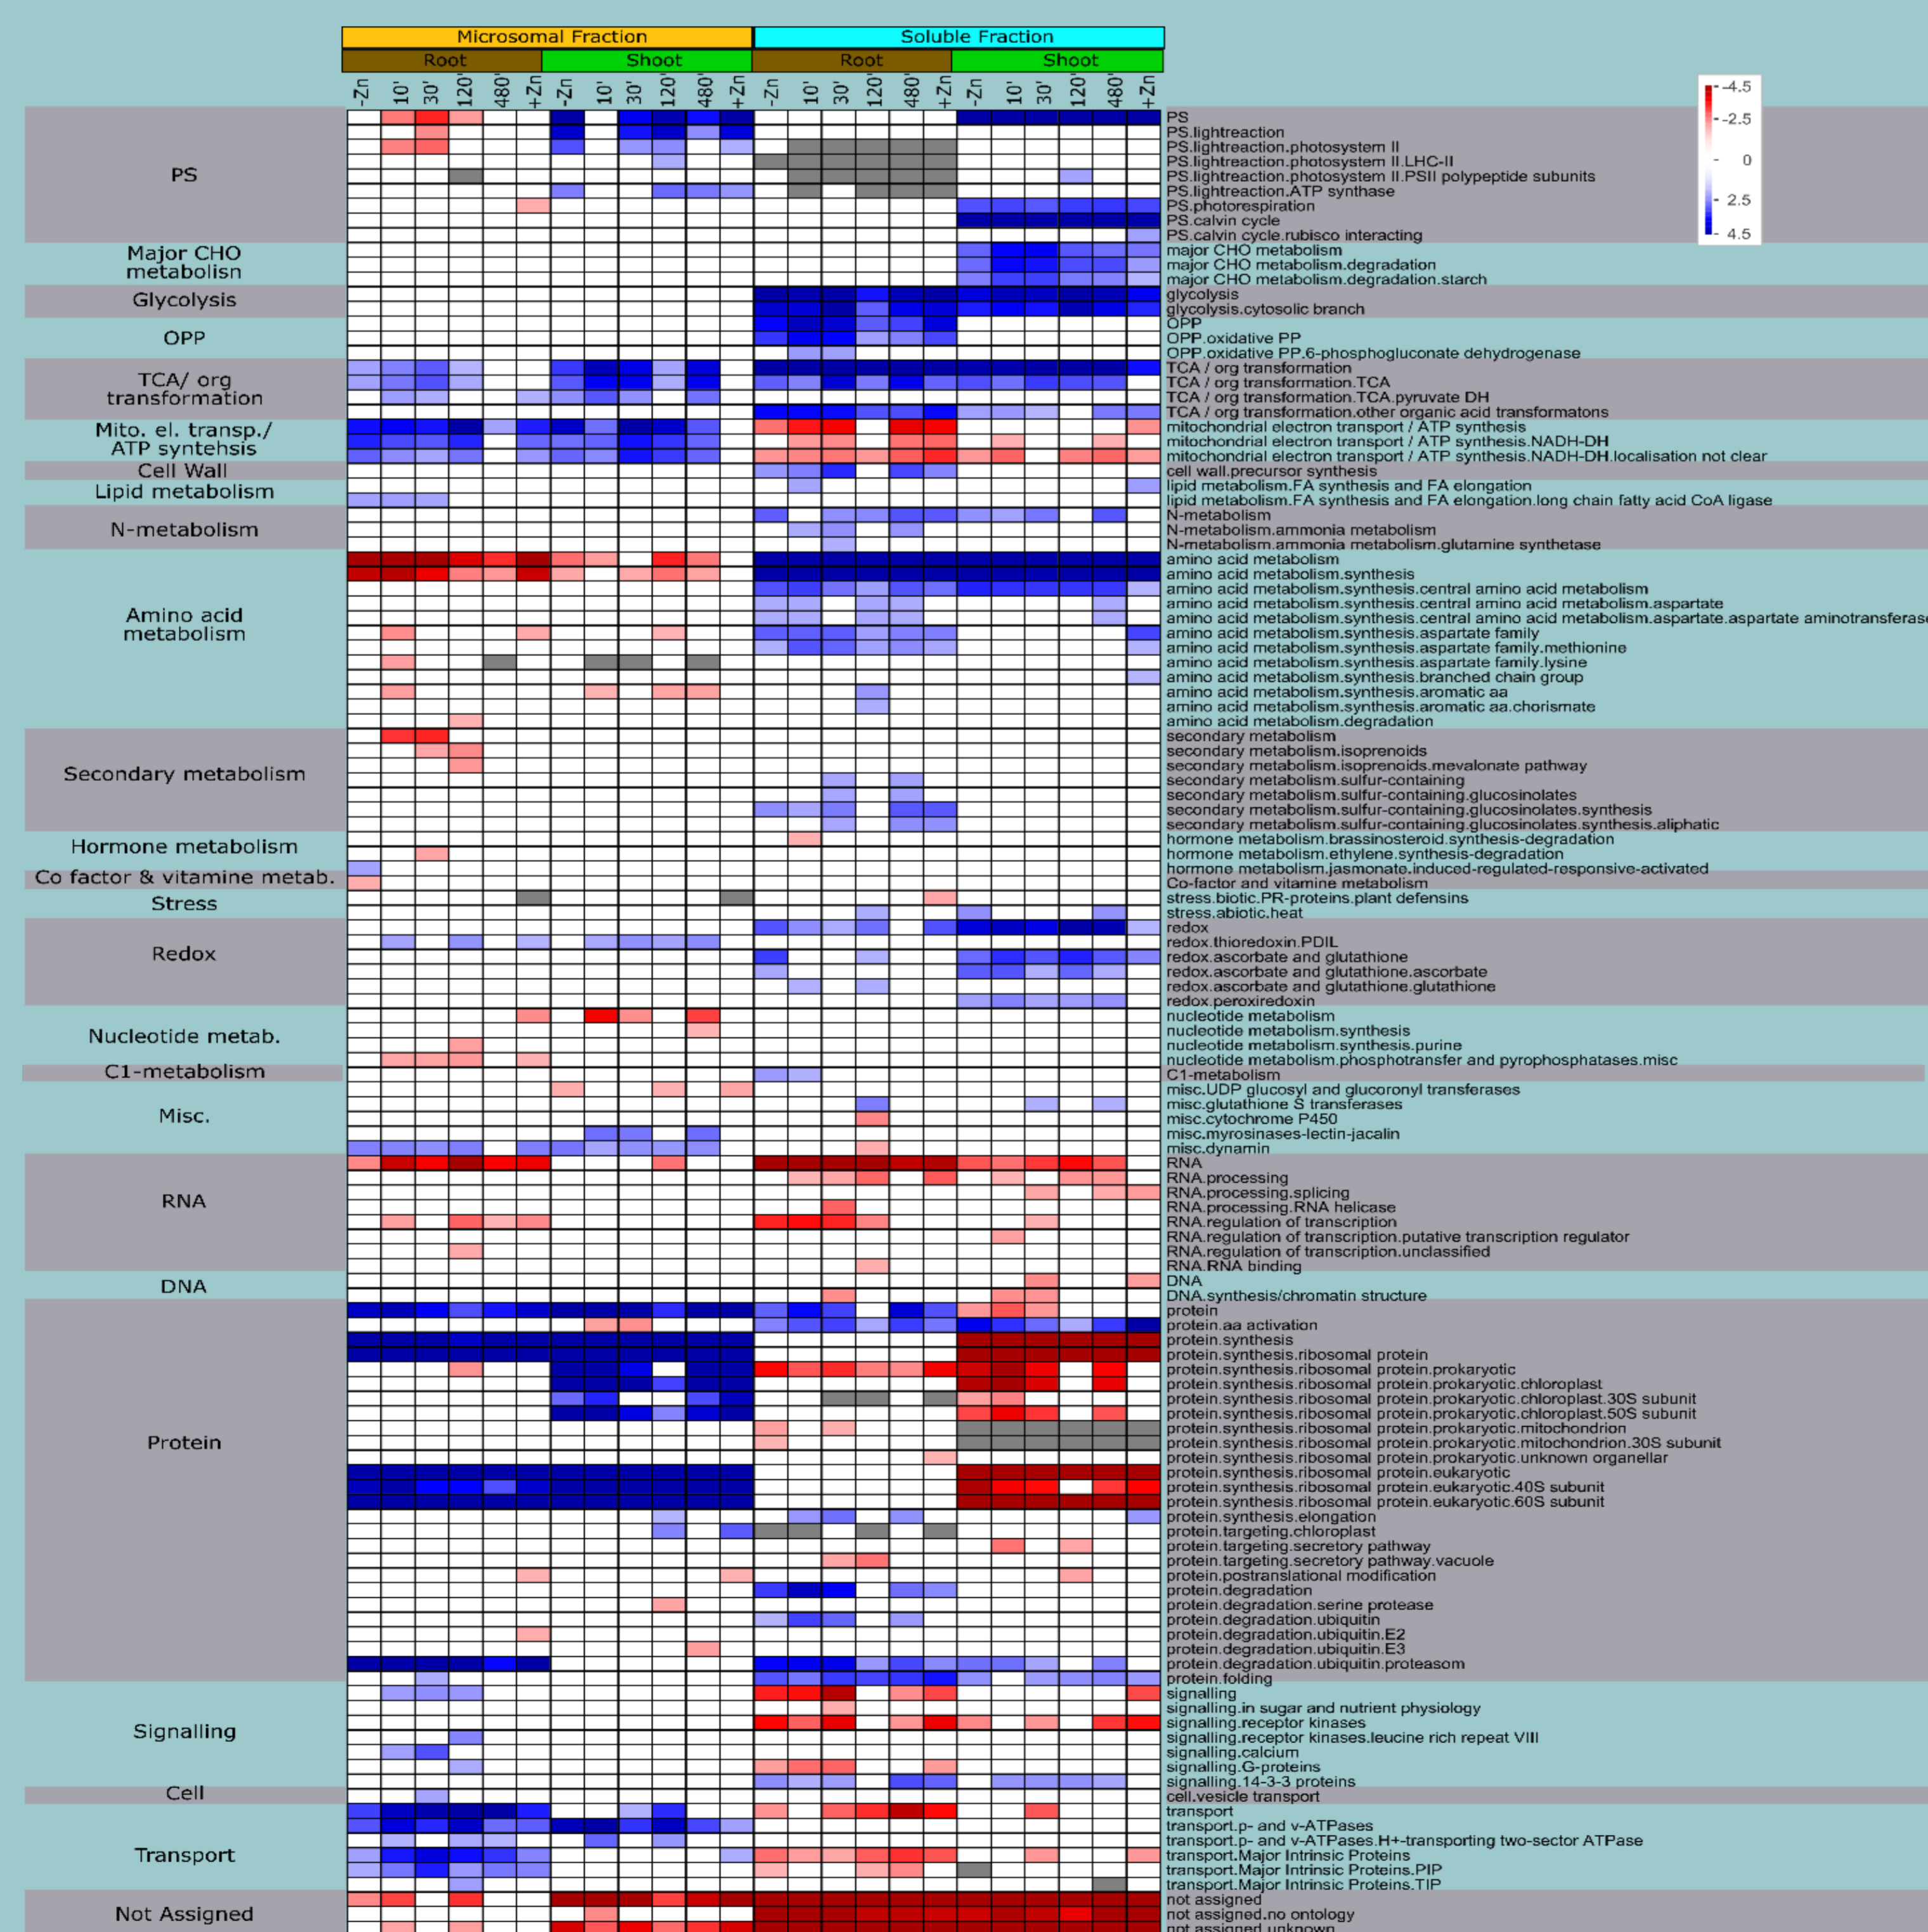 Microsomal Fraction
Soluble Fraction
Root
Shoot
Root
Shoot
-Zn 10' 30' 120' 480' +Zn -Zn 10' 30' 120' 480' +Zn -Zn 10' 30' 120' 480' +Zn -Zn 10' 30' 120' 480' +Zn
-4.5
-2.5
0
2.5
4.5
PS
Major CHO
metabolism
Glycolysis
OPP
TCA/ org
transformation
Mito. el. transp./
ATP syntehsis
Cell Wall
Lipid metabolism
N-metabolism
Amino acid
metabolism
Secondary metabolism
Hormone metabolism
Co factor & vitamine metab.
Stress
Redox
Nucleotide metab.
C1-metabolism
Misc.
RNA
DNA
Protein
Signalling
Cell
Transport
Not Assigned
PS
PS.lightreaction
PS.lightreaction.photosystem II
PS.lightreaction.photosystem II.LHC-II
PS.lightreaction.photosystem II.PSII polypeptide subunits
PS.lightreaction.ATP synthase
PS.photorespiration
PS.calvin cycle
PS.calvin cycle.rubisco interacting
major CHO metabolism
major CHO metabolism.degradation
major CHO metabolism.degradation.starch
glycolysis
glycolysis.cytosolic branch
OPP
OPP.oxidative PP
OPP.oxidative PP.6-phosphogluconate dehydrogenase
TCA / org transformation
TCA / org transformation.TCA
TCA / org transformation.TCA.pyruvate DH
TCA / org transformation.other organic acid transformatons
mitochondrial electron transport / ATP synthesis
mitochondrial electron transport / ATP synthesis.NADH-DH
mitochondrial electron transport / ATP synthesis.NADH-DH.localisation not clear
cell wall.precursor synthesis
lipid metabolism.FA synthesis and FA elongation
lipid metabolism.FA synthesis and FA elongation.long chain fatty acid CoA ligase
N-metabolism
N-metabolism.ammonia metabolism
N-metabolism.ammonia metabolism.glutamine synthetase
amino acid metabolism
amino acid metabolism.synthesis
amino acid metabolism.synthesis.central amino acid metabolism
amino acid metabolism.synthesis.central amino acid metabolism.aspartate
amino acid metabolism.synthesis.central amino acid metabolism.aspartate.aspartate aminotransferase
amino acid metabolism.synthesis.aspartate family
amino acid metabolism.synthesis.aspartate family.methionine
amino acid metabolism.synthesis.aspartate family.lysine
amino acid metabolism.synthesis.branched chain group
amino acid metabolism.synthesis.aromatic aa
amino acid metabolism.synthesis.aromatic aa.chorismate
amino acid metabolism.degradation
secondary metabolism
secondary metabolism.isoprenoids
secondary metabolism.isoprenoids.mevalonate pathway
secondary metabolism.sulfur-containing
secondary metabolism.sulfur-containing.glucosinolates
secondary metabolism.sulfur-containing.glucosinolates.synthesis
secondary metabolism.sulfur-containing.glucosinolates.synthesis.aliphatic
hormone metabolism.brassinosteroid.synthesis-degradation
hormone metabolism.ethylene.synthesis-degradation
hormone metabolism.jasmonate.induced-regulated-responsive-activated
Co-factor and vitamine metabolism
stress.biotic.PR-proteins.plant defensins
stress.abiotic.heat
redox
redox.thioredoxin.PDIL
redox.ascorbate and glutathione
redox.ascorbate and glutathione.ascorbate
redox.ascorbate and glutathione.glutathione
redox.peroxiredoxin
nucleotide metabolism
nucleotide metabolism.synthesis
nucleotide metabolism.synthesis.purine
nucleotide metabolism.phosphotransfer and pyrophosphatases.misc
C1-metabolism
misc.UDP glucosyl and glucoronyl transferases
misc.glutathione S transferases
misc.cytochrome P450
misc.myrosinases-lectin-jacalin
misc.dynamin
RNA
RNA.processing
RNA.processing.splicing
RNA.processing.RNA helicase
RNA.regulation of transcription
RNA.regulation of transcription.putative transcription regulator
RNA.regulation of transcription.unclassified
RNA.RNA binding
DNA
DNA.synthesis/chromatin structure
protein
protein.aa activation
protein.synthesis
protein.synthesis.ribosomal protein
protein.synthesis.ribosomal protein.prokaryotic
protein.synthesis.ribosomal protein.prokaryotic.chloroplast
protein.synthesis.ribosomal protein.prokaryotic.chloroplast.30S subunit
protein.synthesis.ribosomal protein.prokaryotic.chloroplast.50S subunit
protein.synthesis.ribosomal protein.prokaryotic.mitochondrion
protein.synthesis.ribosomal protein.prokaryotic.mitochondrion.30S subunit
protein.synthesis.ribosomal protein.prokaryotic.unknown organellar
protein.synthesis.ribosomal protein.eukaryotic
protein.synthesis.ribosomal protein.eukaryotic.40S subunit
protein.synthesis.ribosomal protein.eukaryotic.60S subunit
protein.synthesis.elongation
protein.targeting.chloroplast
protein.targeting.secretory pathway
protein.targeting.secretory pathway.vacuole
protein.postranslational modification
protein.degradation
protein.degradation.serine protease
protein.degradation.ubiquitin
protein.degradation.ubiquitin.E2
protein.degradation.ubiquitin.E3
protein.degradation.ubiquitin.proteasom
protein.folding
signalling
signalling.in sugar and nutrient physiology
signalling.receptor kinases
signalling.receptor kinases.leucine rich repeat VIII
signalling.calcium
signalling.G-proteins
signalling.14-3-3 proteins
cell.vesicle transport
transport
transport.p- and v-ATPases
transport.p- and v-ATPases.H+-transporting two-sector ATPase
transport.Major Intrinsic Proteins
transport.Major Intrinsic Proteins.PIP
transport.Major Intrinsic Proteins.TIP
not assigned
not assigned.no ontology
not assigned.unknown